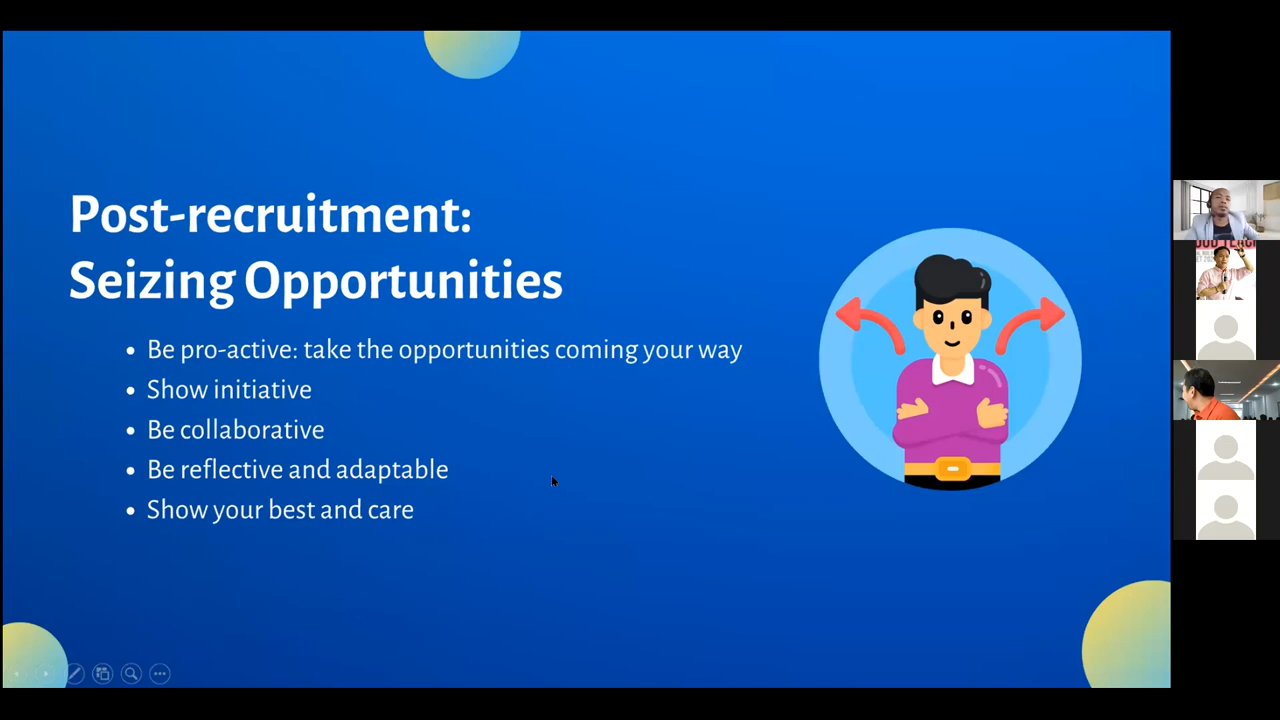 Post-recruitment:
Seizing Opportunities
• Be pro-active: take the opportunities coming your way
• Show initiative
• Be collaborative
• Be reflective and adaptable
• Show your best and care